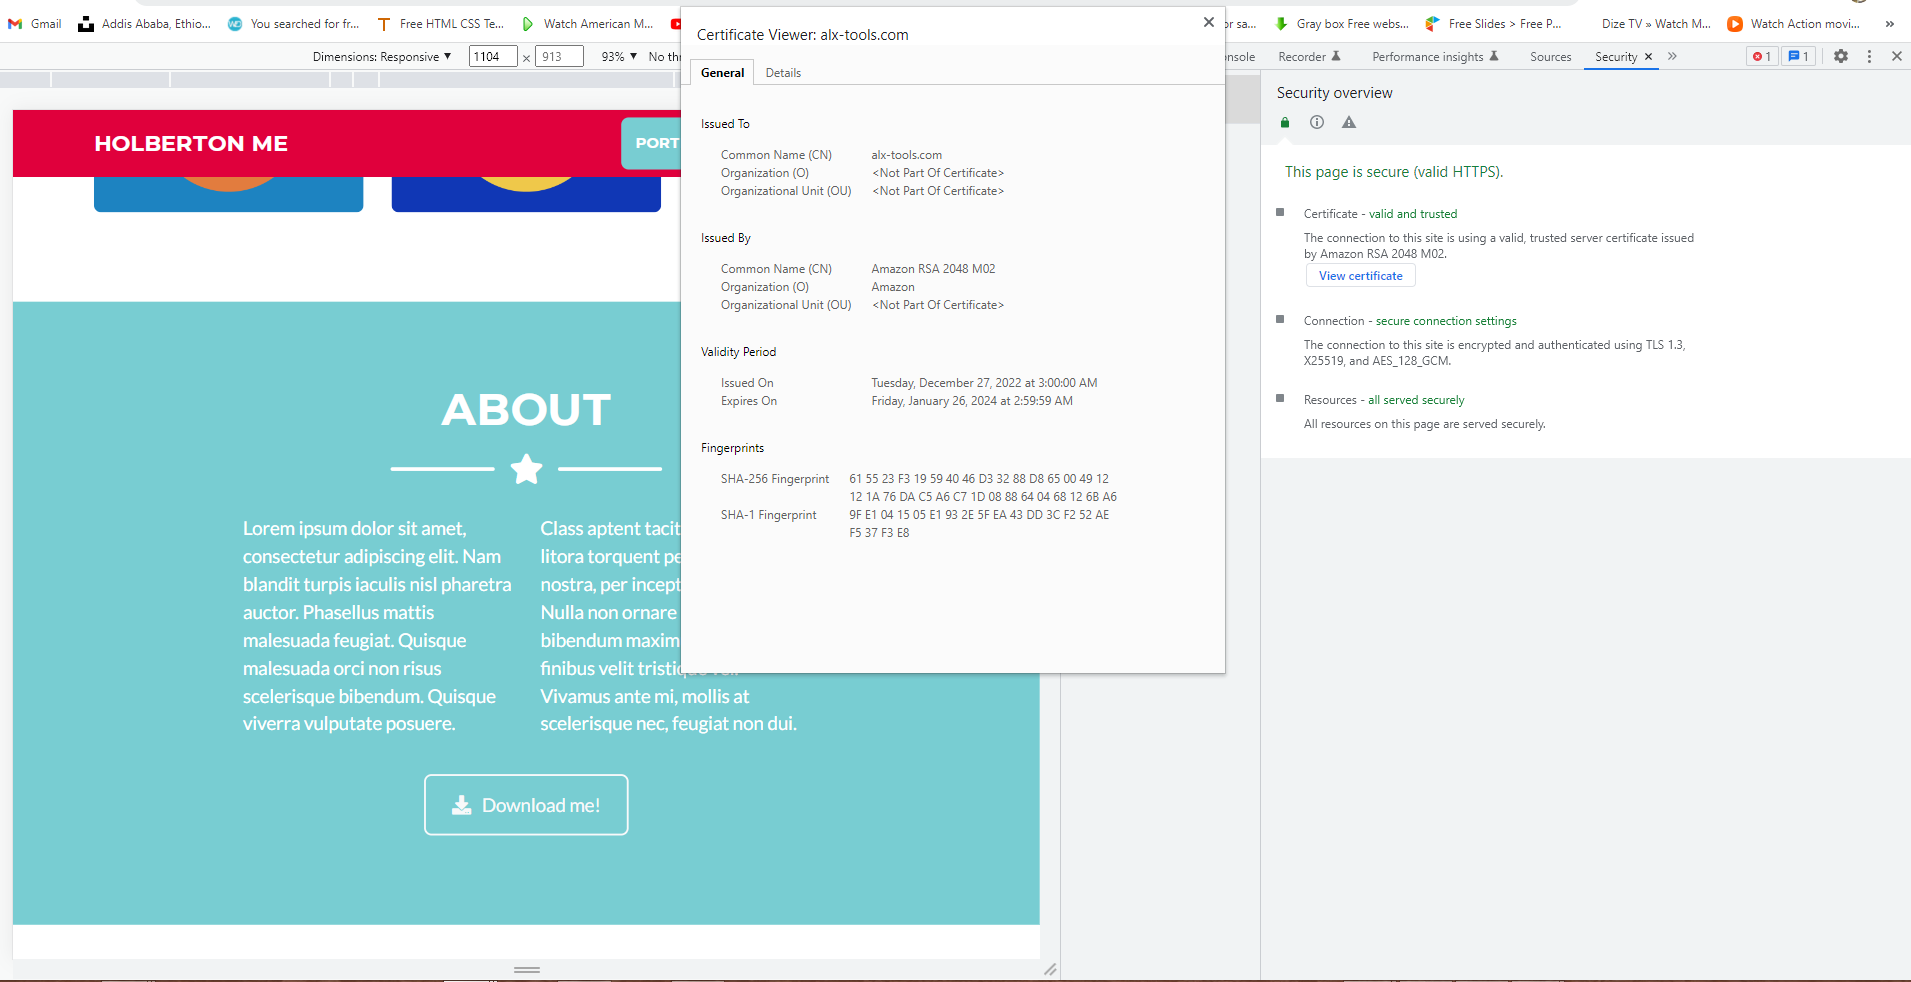 Gmail
Addis Ababa, Ethio...
You searched for fr...
Free HTML CSS Te...
Watch American M...
or sa...
Gray box Free webs...
Free Slides > Free P...
Dize TV » Watch M...
Watch Action movi...
»
Dimensions: Responsive ▼ 1104 × 913 93% ▼ No thr
nsole Recorder Performance insights Sources Security × » 1 1
Certificate Viewer: alx-tools.com
General Details
Issued To
Common Name (CN) alx-tools.com
Organization (O) <Not Part Of Certificate>
Organizational Unit (OU) <Not Part Of Certificate>
Issued By
Common Name (CN) Amazon RSA 2048 M02
Organization (O) Amazon
Organizational Unit (OU) <Not Part Of Certificate>
Validity Period
Issued On Tuesday, December 27, 2022 at 3:00:00 AM
Expires On Friday, January 26, 2024 at 2:59:59 AM
Fingerprints
SHA-256 Fingerprint 61 55 23 F3 19 59 40 46 D3 32 88 D8 65 00 49 12
12 1A 76 DA C5 A6 C7 1D 08 88 64 04 68 12 6B A6
SHA-1 Fingerprint 9F E1 04 15 05 E1 93 2E 5F EA 43 DD 3C F2 52 AE
F5 37 F3 E8
HOLBERTON ME
PORT
ABOUT
Lorem ipsum dolor sit amet,
consectetur adipiscing elit. Nam
blandit turpis iaculis nisl pharetra
auctor. Phasellus mattis
malesuada feugiat. Quisque
malesuada orci non risus
scelerisque bibendum. Quisque
viverra vulputate posuere.
Class aptent tacit
litora torquent pe
nostra, per incept
Nulla non ornare
bibendum maxim
finibus velit tristiq
Vivamus ante mi, mollis at
scelerisque nec, feugiat non dui.
Download me!
Security overview
This page is secure (valid HTTPS).
Certificate - valid and trusted
The connection to this site is using a valid, trusted server certificate issued
by Amazon RSA 2048 M02.
View certificate
Connection - secure connection settings
The connection to this site is encrypted and authenticated using TLS 1.3,
X25519, and AES_128_GCM.
Resources - all served securely
All resources on this page are served securely.